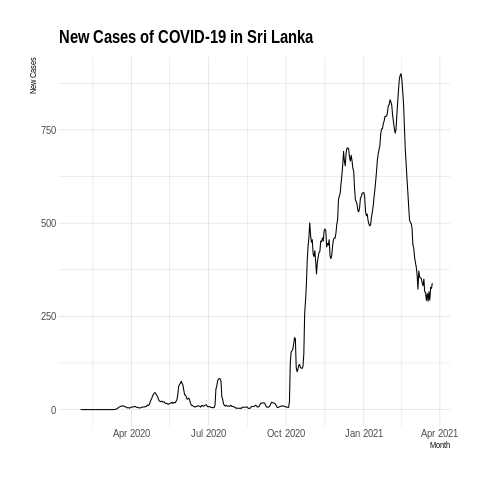 New Cases of COVID-19 in Sri Lanka
New Cases
750
500
250
0
Apr 2020 Jul 2020 Oct 2020 Jan 2021 Apr 2021
Month